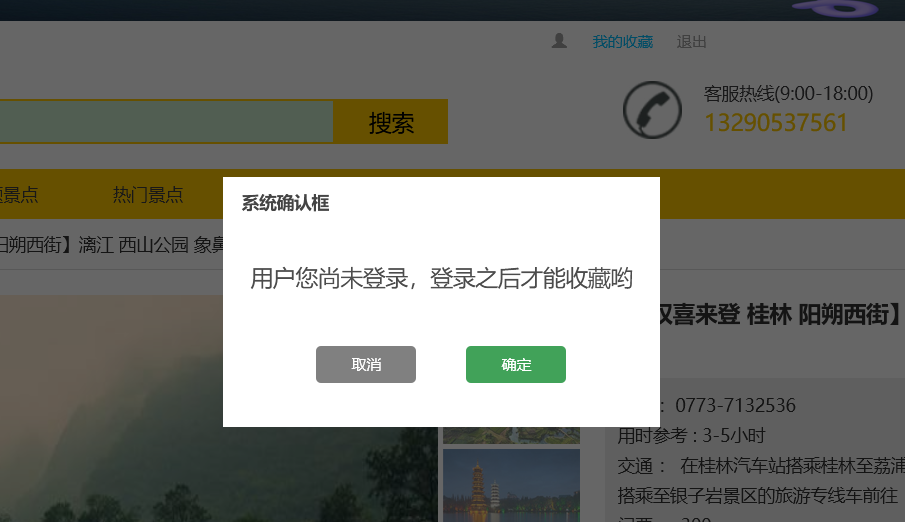 我的收藏 退出
客服热线(9:00-18:00)
13290537561
搜索
景点 热门景点
阳朔西街】漓江 西山公园 象鼻
系统确认框
用户您尚未登录，登录之后才能收藏哟
取消 确定
喜来登 桂林 阳朔西街】
： 0773-7132536
用时参考 : 3-5小时
交通 ： 在桂林汽车站搭乘桂林至荔浦
搭乘至银子岩景区的旅游专线车前往